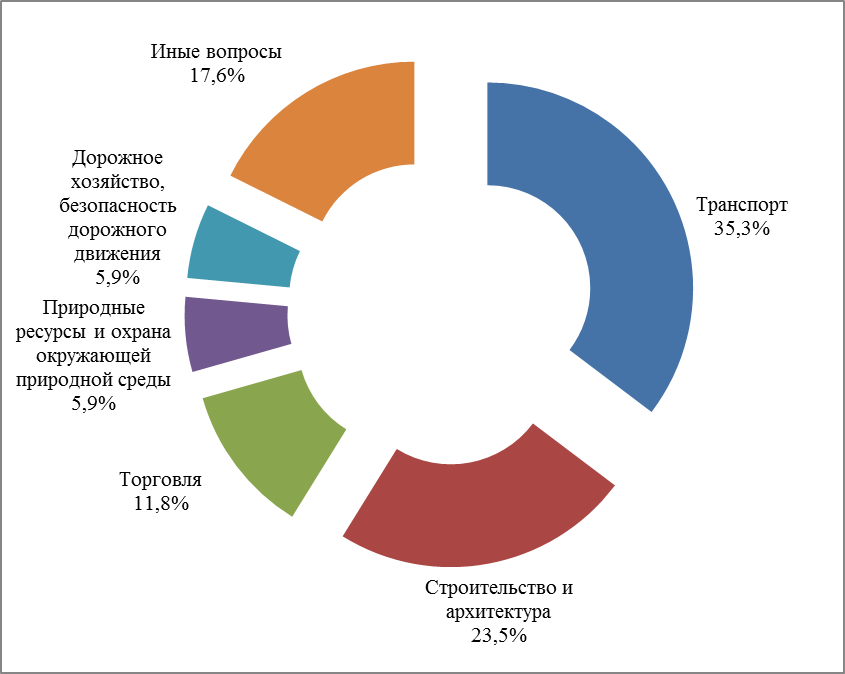 Иные вопросы
17,6%
Дорожное
хозяйство,
безопасность
дорожного
движения
5,9%
Природные
ресурсы и охрана
окружающей
природной среды
5,9%
Торговля
11,8%
Строительство и
архитектура
23,5%
Транспорт
35,3%